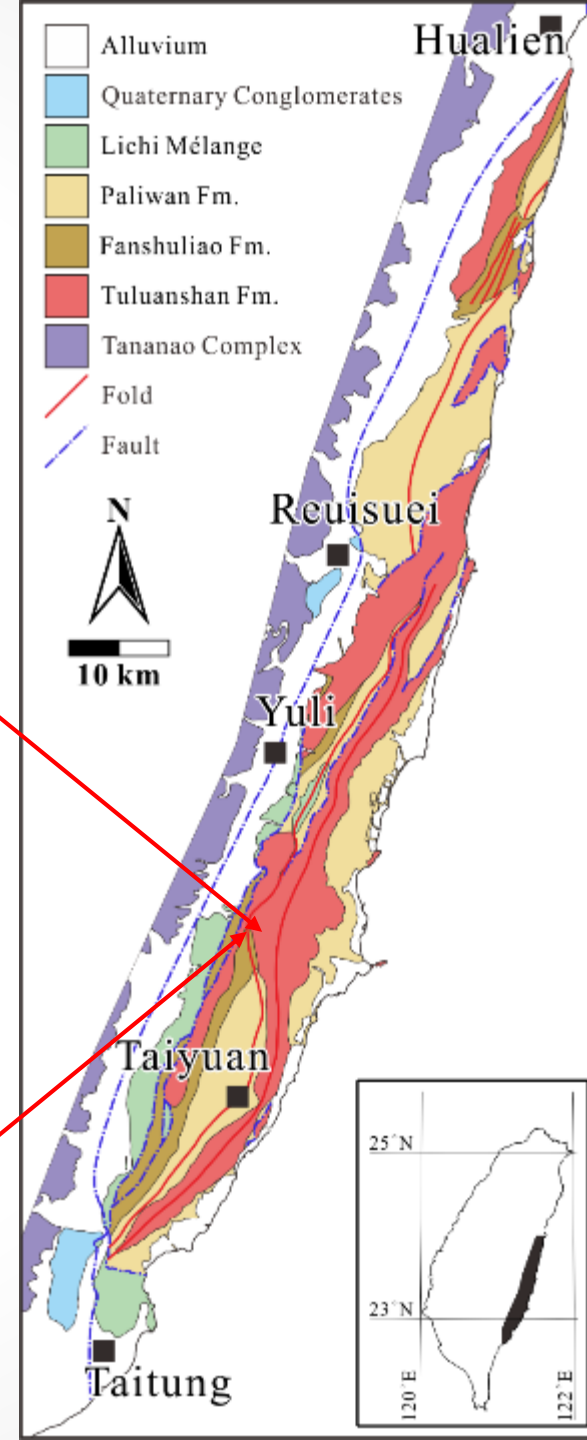 Hualien
Alluvium
Quaternary Conglomerates
Lichi Mélange
Paliwan Fm.
Fanshuliao Fm.
Tuluanshan Fm.
Tananao Complex
Fold
Fault
N
10 km
Reuisuei
Yuli
Taiyuan
Taitung
25°N
23°N
120°E
122°E